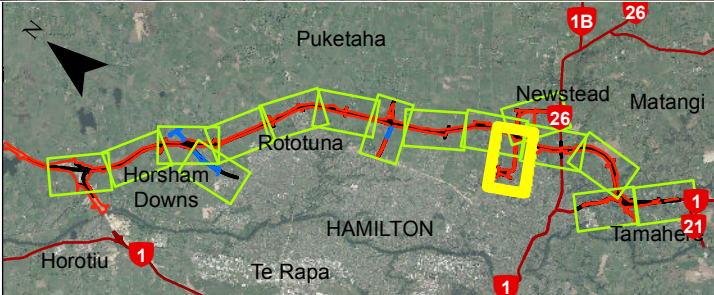 N
1B
26
Puketaha
Newstead
26
Matangi
Rototuna
Horsham
Downs
HAMILTON
1
21
Tamahere
Horotiu
1
Te Rapa
1